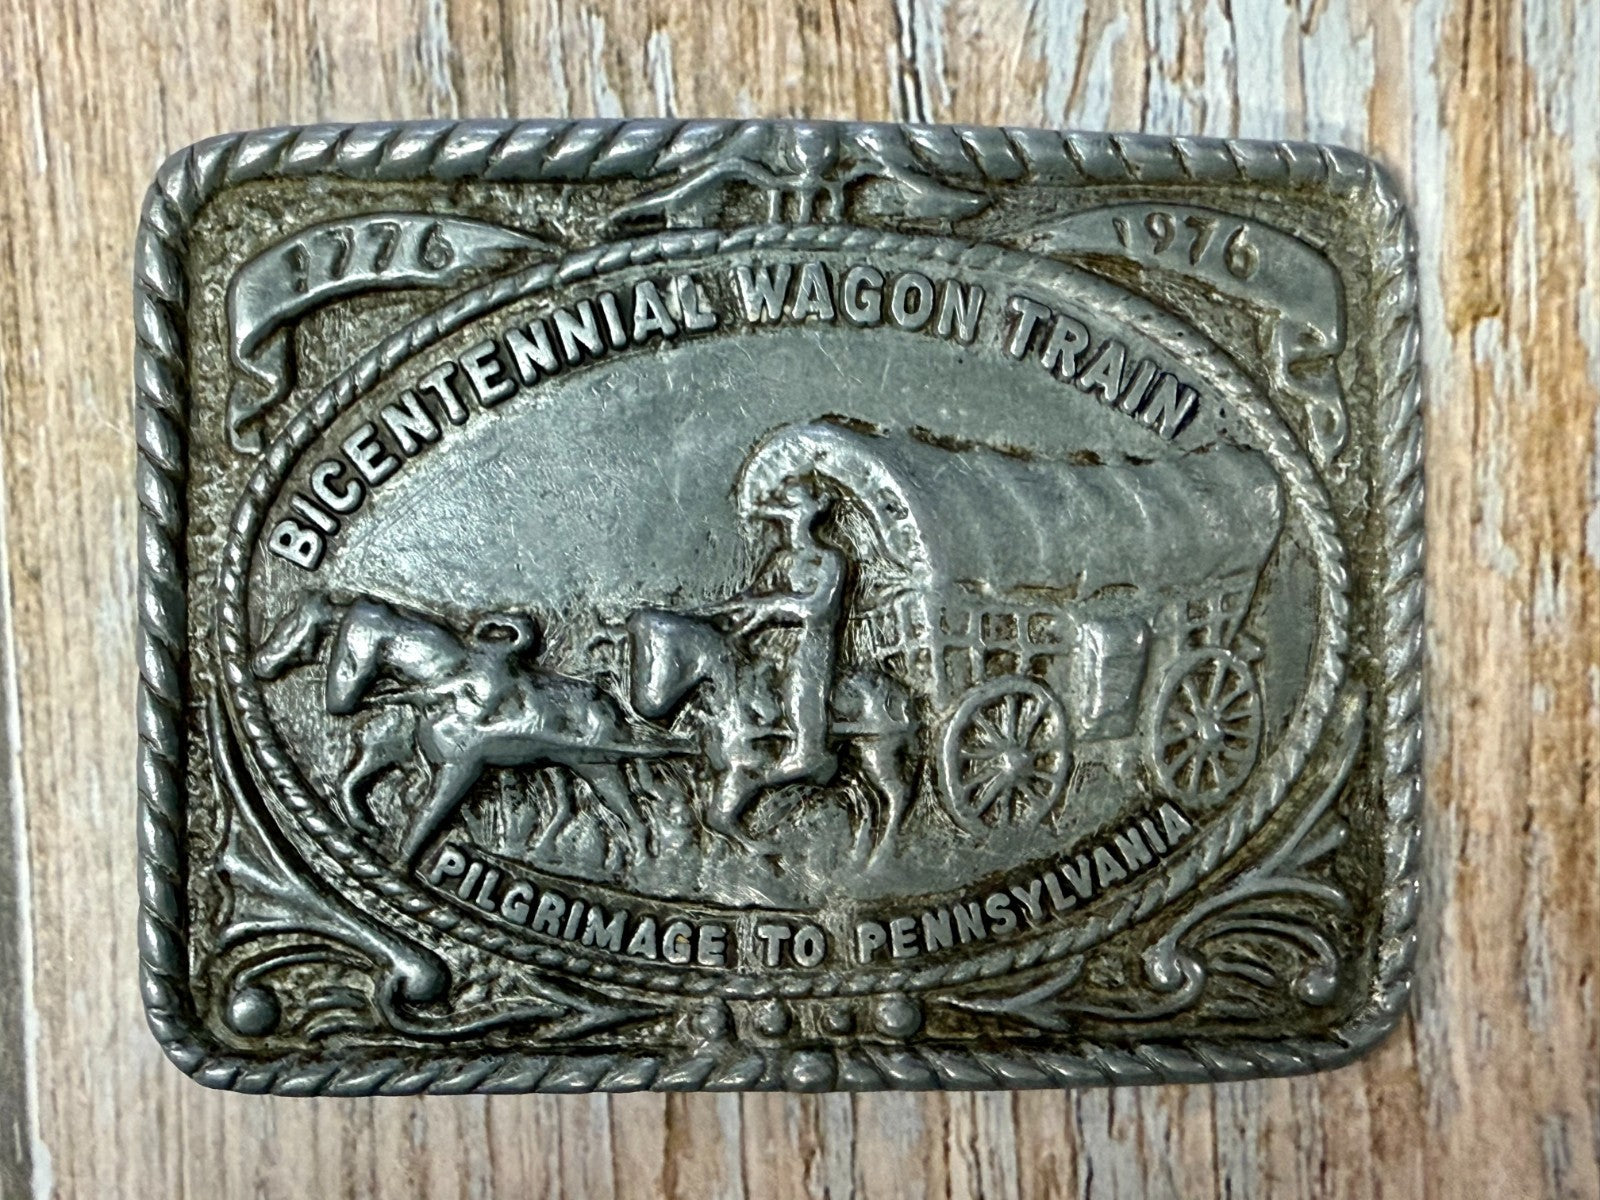 1776
1976
BICENTENNIAL WAGON TRAIN
PILGRIMAGE TO PENNSYLVANIA